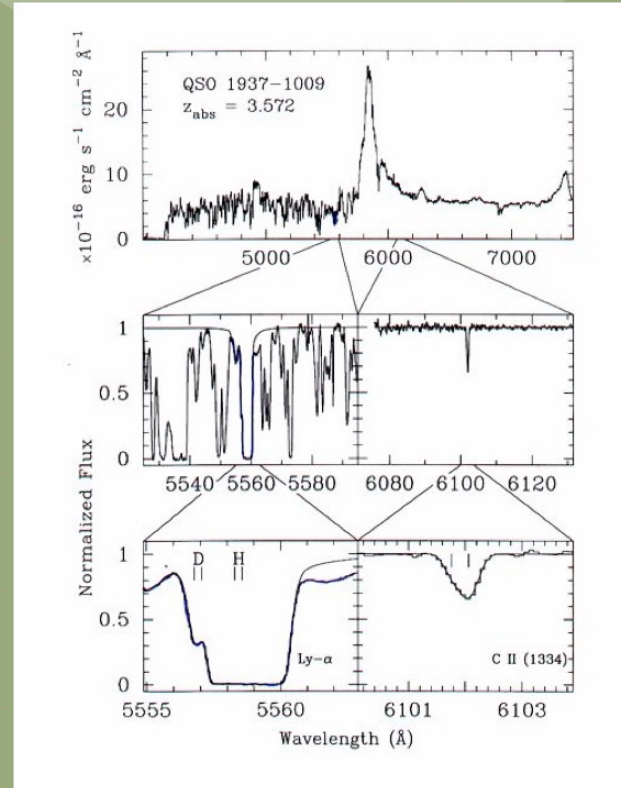 ×10⁻¹⁶ erg s⁻¹ cm⁻² Å⁻¹
QSO 1937−1009
z_abs = 3.572
20
10
0
5000 6000 7000
Normalized Flux
1
0.5
0
5540 5560 5580 6080 6100 6120
D H
1
0.5
0
Ly-α C II (1334)
5555 5560 6101 6103
Wavelength (Å)